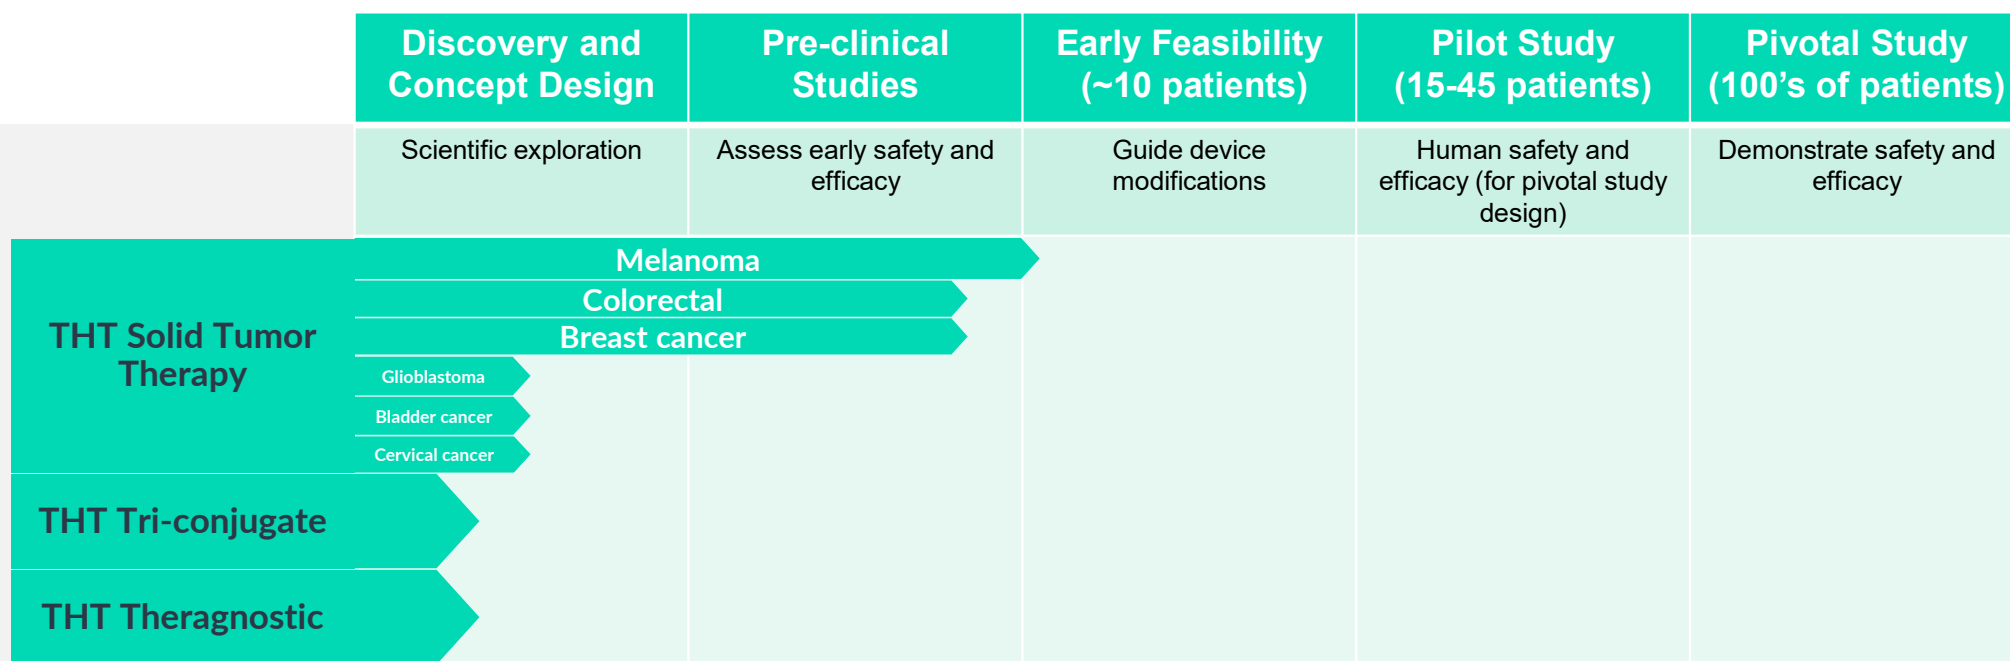 Discovery and
Concept Design
Pre-clinical
Studies
Early Feasibility
(~10 patients)
Pilot Study
(15-45 patients)
Pivotal Study
(100’s of patients)
Scientific exploration
Assess early safety and
efficacy
Guide device
modifications
Human safety and
efficacy (for pivotal study
design)
Demonstrate safety and
efficacy
THT Solid Tumor
Therapy
Melanoma
Colorectal
Breast cancer
Glioblastoma
Bladder cancer
Cervical cancer
THT Tri-conjugate
THT Theragnostic